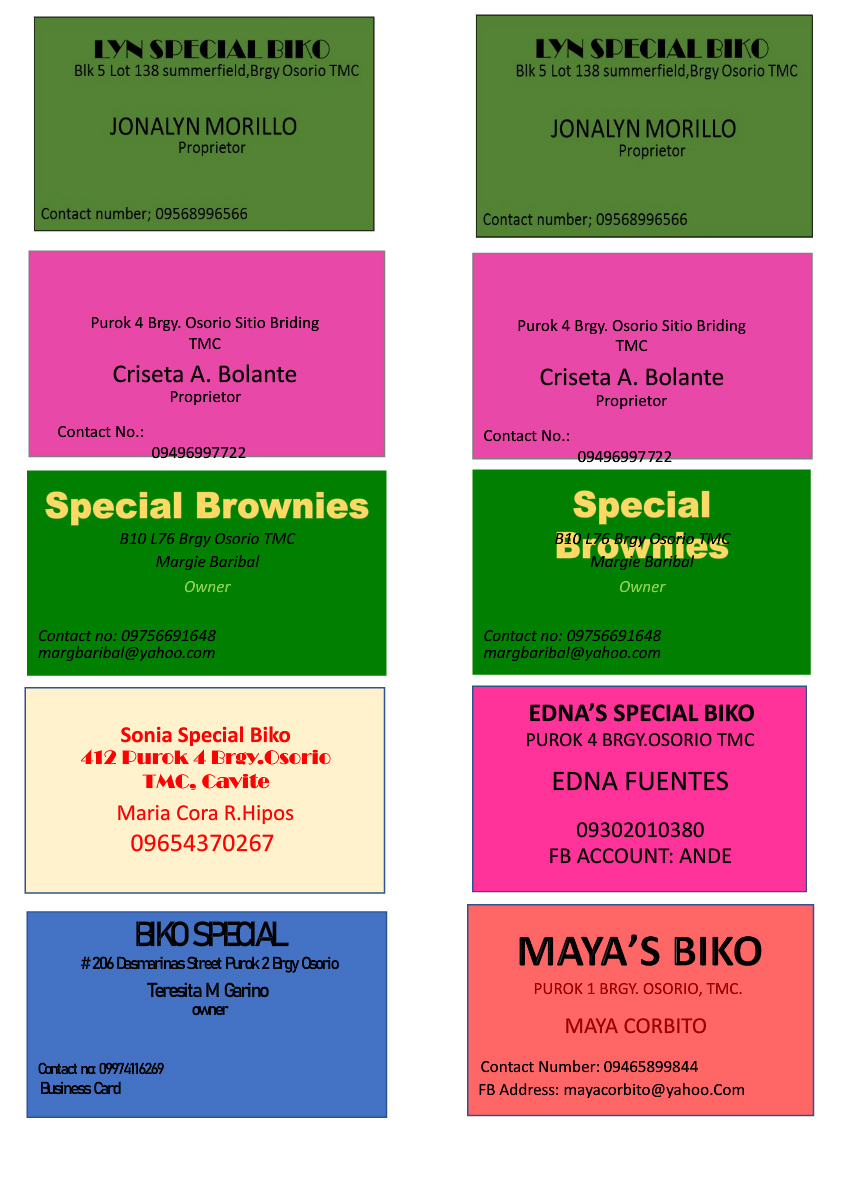 LYN SPECIAL BIKO
Blk 5 Lot 138 summerfield,Brgy Osorio TMC
JONALYN MORILLO
Proprietor
Contact number; 09568996566
LYN SPECIAL BIKO
Blk 5 Lot 138 summerfield,Brgy Osorio TMC
JONALYN MORILLO
Proprietor
Contact number; 09568996566
Purok 4 Brgy. Osorio Sitio Briding
TMC
Criseta A. Bolante
Proprietor
Contact No.:
09496997722
Purok 4 Brgy. Osorio Sitio Briding
TMC
Criseta A. Bolante
Proprietor
Contact No.:
09496997722
Special Brownies
B10 L76 Brgy Osorio TMC
Margie Baribal
Owner
Contact no: 09756691648
margbaribal@yahoo.com
Special
Brownies
B10 L76 Brgy Osorio TMC
Margie Baribal
Owner
Contact no: 09756691648
margbaribal@yahoo.com
Sonia Special Biko
412 Purok 4 Brgy.Osorio
TMC, Cavite
Maria Cora R.Hipos
09654370267
EDNA’S SPECIAL BIKO
PUROK 4 BRGY.OSORIO TMC
EDNA FUENTES
09302010380
FB ACCOUNT: ANDE
BIKO SPECIAL
# 206 Dasmarinas Street Purok 2 Brgy Osorio
Teresita M Garino
owner
Contact no: 09974116269
Business Card
MAYA’S BIKO
PUROK 1 BRGY. OSORIO, TMC.
MAYA CORBITO
Contact Number: 09465899844
FB Address: mayacorbito@yahoo.Com